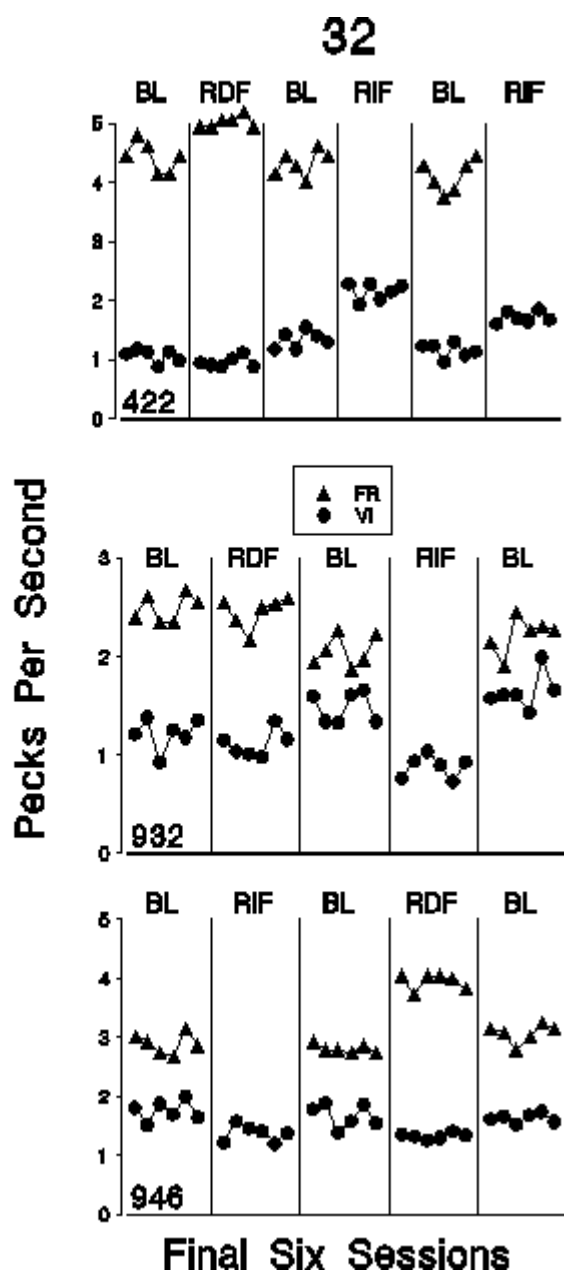 32
BL RDF BL RIF BL RIF
5
4
3
2
1
0
422
Pecks Per Second
FR
VI
BL RDF BL RIF BL
3
2
1
0
932
BL RIF BL RDF BL
5
4
3
2
1
0
946
Final Six Sessions